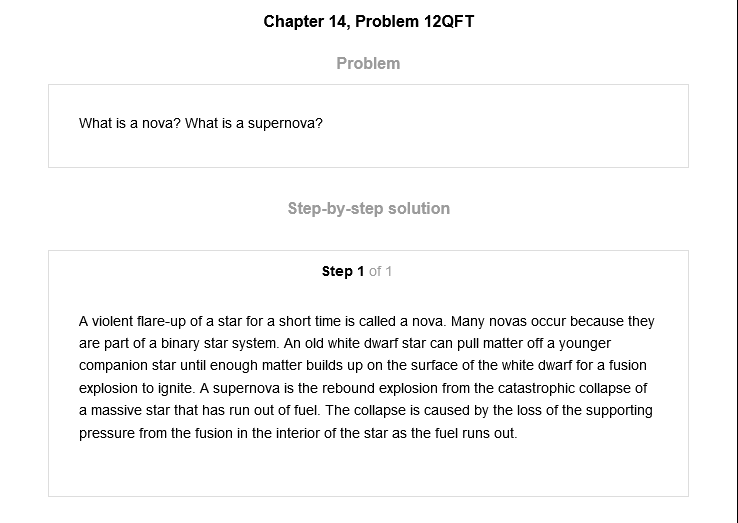 Chapter 14, Problem 12QFT
Problem
What is a nova? What is a supernova?
Step-by-step solution
Step 1 of 1
A violent flare-up of a star for a short time is called a nova. Many novas occur because they
are part of a binary star system. An old white dwarf star can pull matter off a younger
companion star until enough matter builds up on the surface of the white dwarf for a fusion
explosion to ignite. A supernova is the rebound explosion from the catastrophic collapse of
a massive star that has run out of fuel. The collapse is caused by the loss of the supporting
pressure from the fusion in the interior of the star as the fuel runs out.